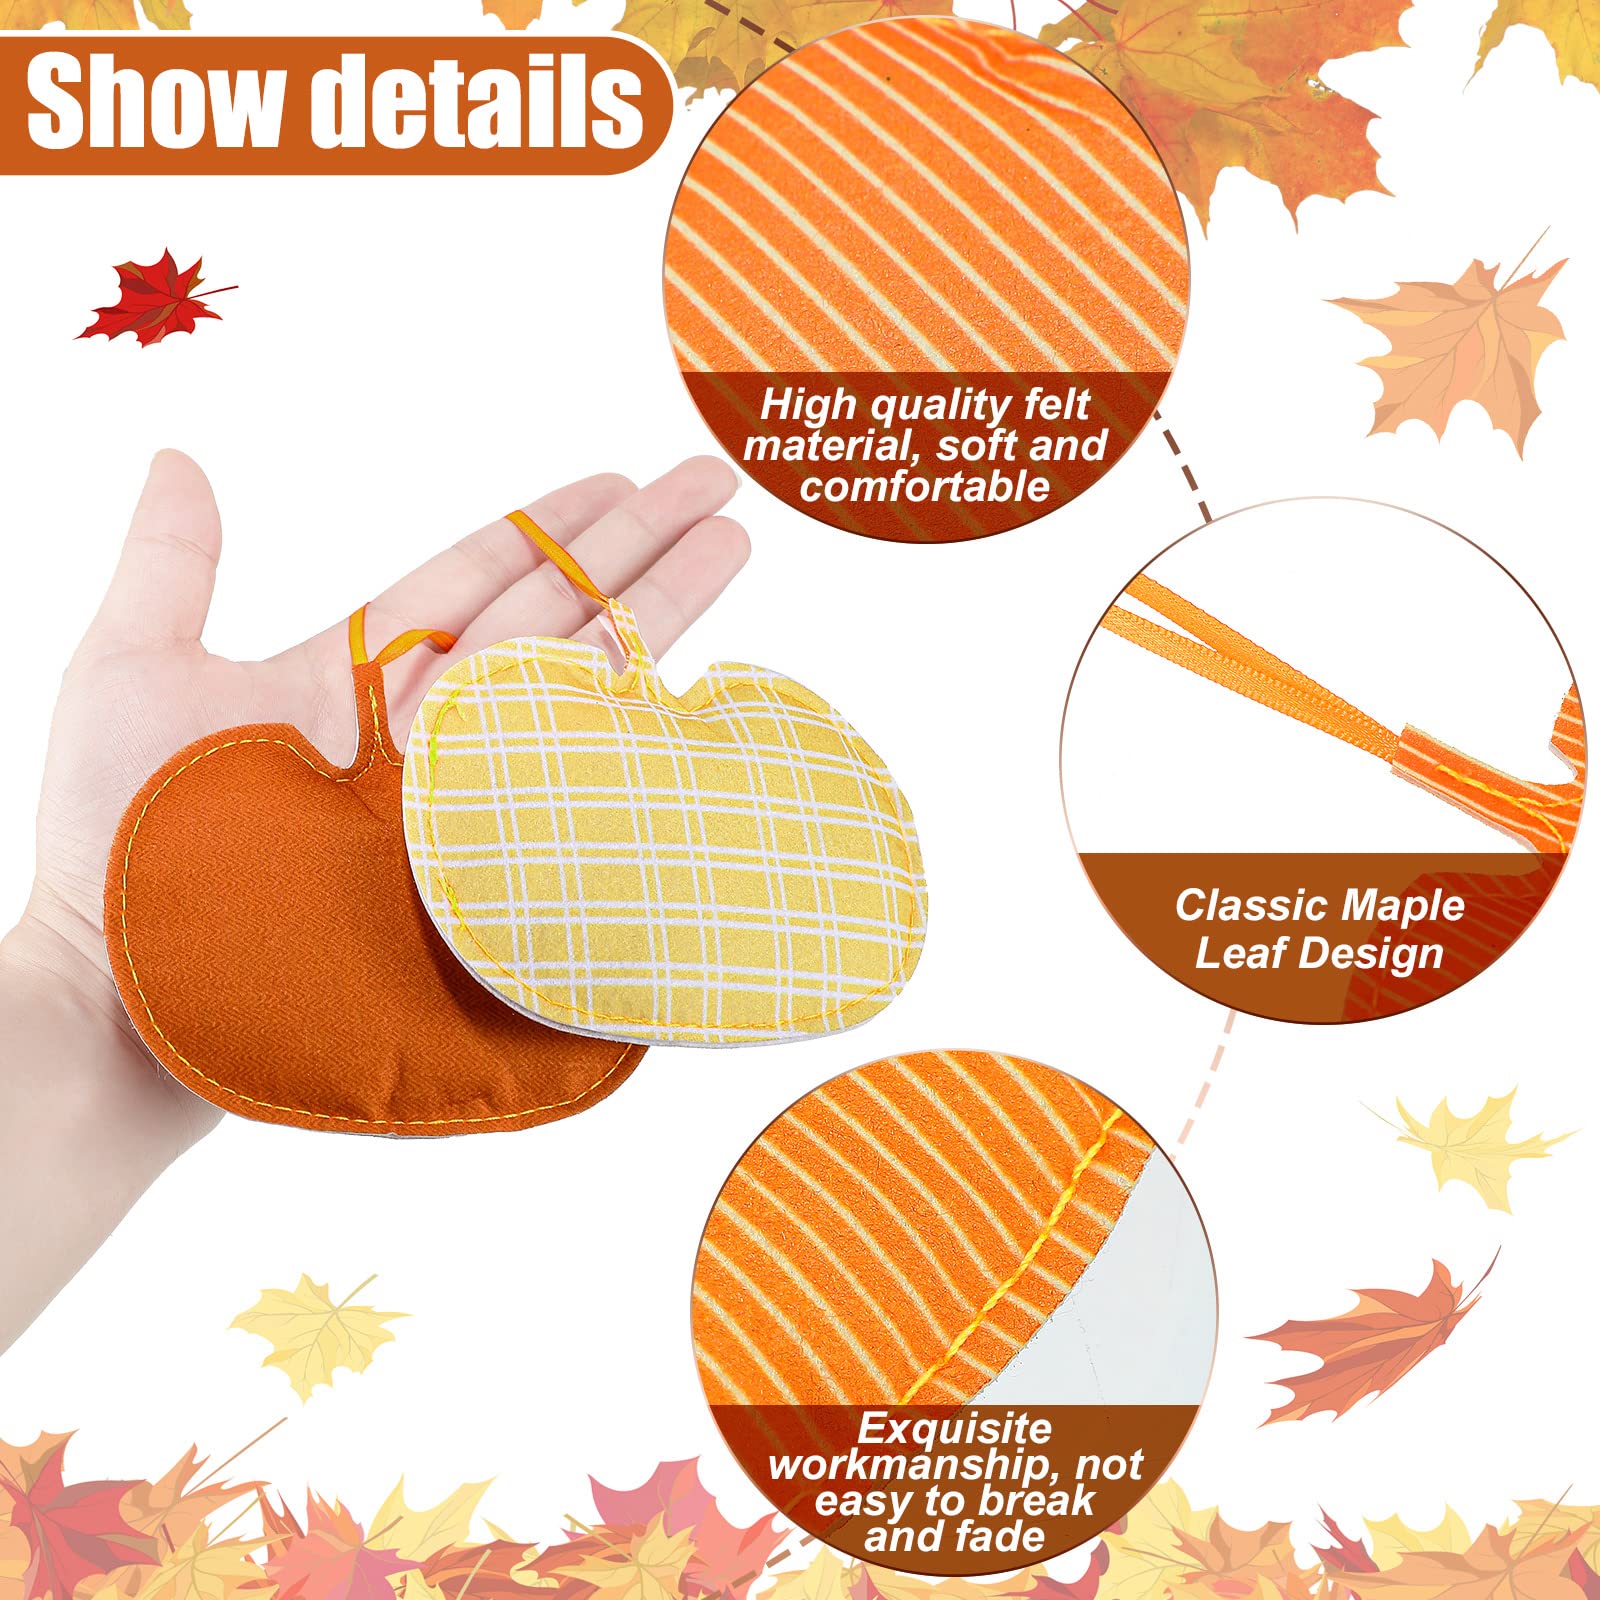 Show details
High quality felt
material, soft and
comfortable
Classic Maple
Leaf Design
Exquisite
workmanship, not
easy to break
and fade